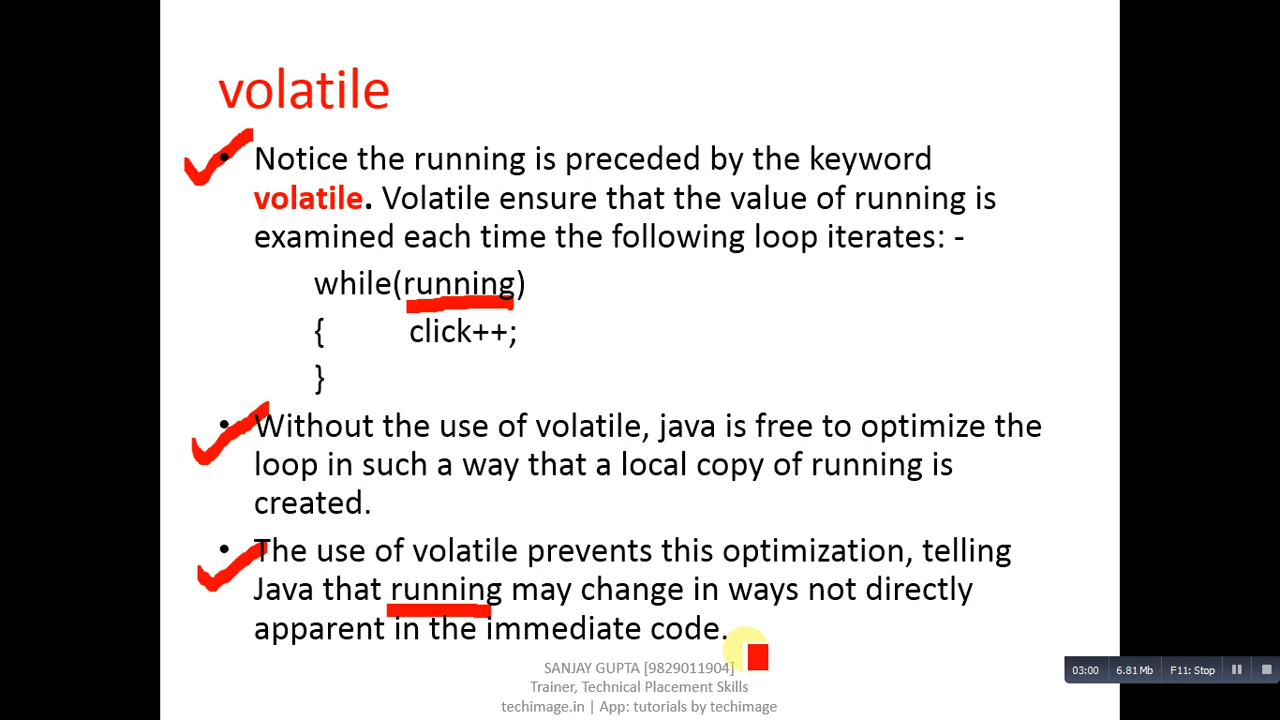 volatile
• Notice the running is preceded by the keyword
volatile. Volatile ensure that the value of running is
examined each time the following loop iterates: -
while(running)
{ click++;
}
• Without the use of volatile, java is free to optimize the
loop in such a way that a local copy of running is
created.
• The use of volatile prevents this optimization, telling
Java that running may change in ways not directly
apparent in the immediate code.
SANJAY GUPTA [9829011904]
Trainer, Technical Placement Skills
techimage.in | App: tutorials by techimage
03:00 6.81 Mb F11: Stop